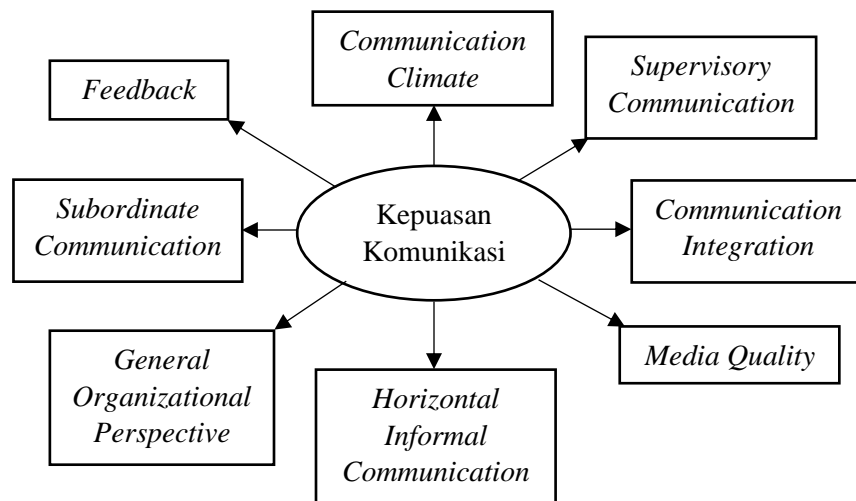 Communication
Climate
Supervisory
Communication
Feedback
Subordinate
Communication
Kepuasan
Komunikasi
Communication
Integration
General
Organizational
Perspective
Horizontal
Informal
Communication
Media Quality